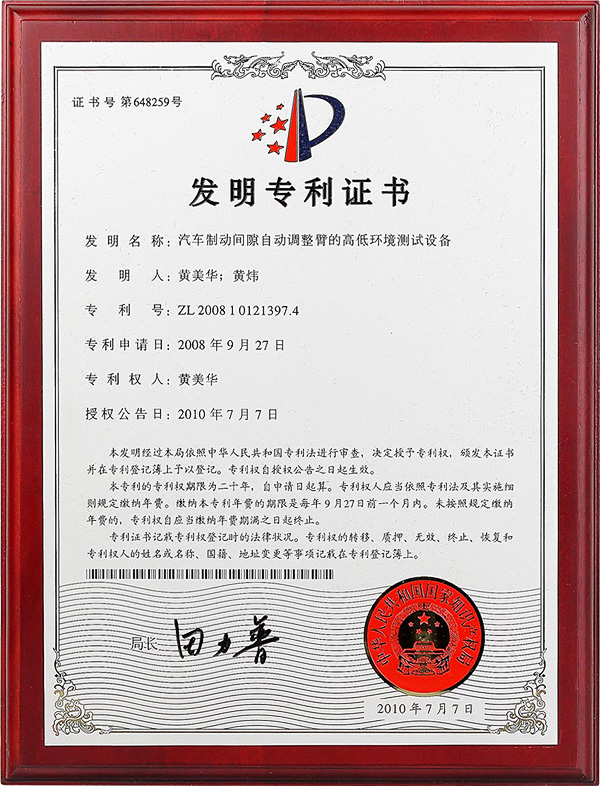 证书号第648259号
发明专利证书
发明名称：汽车制动间隙自动调整臂的高低环境测试设备
发明人：黄美华；黄炜
专利号：ZL 2008 1 0121397.4
专利申请日：2008年9月27日
专利权人：黄美华
授权公告日：2010年7月7日
本发明经过本局依照中华人民共和国专利法进行审查，决定授予专利权，颁发本证书
并在专利登记簿上予以登记。专利权自授权公告之日起生效。
本专利的专利权期限为二十年，自申请日起算。专利权人应当依照专利法及其实施细
则规定缴纳年费。缴纳本专利年费的期限是每年9月27日前一个月内。未按照规定缴纳
年费的，专利权自应当缴纳年费期满之日起终止。
专利证书记载专利权登记时的法律状况。专利权的转移、质押、无效、终止、恢复和
专利权人的姓名或名称、国籍、地址变更等事项记载在专利登记簿上。
局长 田力普
中华人民共和国国家知识产权局
2010年7月7日